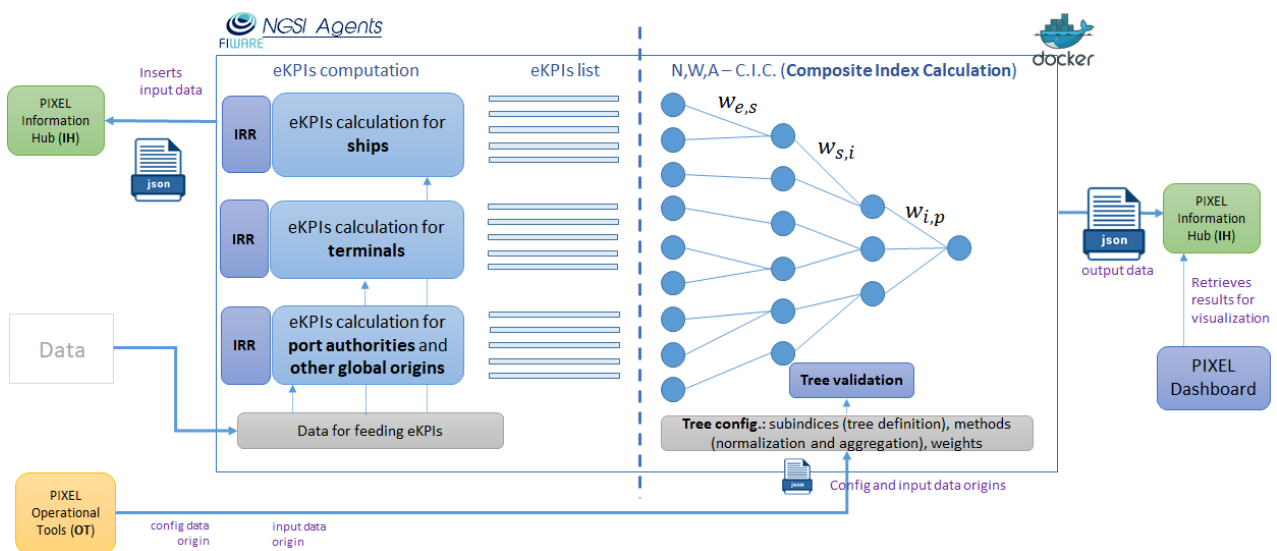 FIWARE
NGSI Agents
docker
eKPIs computation
eKPIs list
N,W,A – C.I.C. (Composite Index Calculation)
Inserts
input data
PIXEL
Information
Hub (IH)
json
IRR
eKPIs calculation for
ships
IRR
eKPIs calculation for
terminals
IRR
eKPIs calculation for
port authorities and
other global origins
Data
Data for feeding eKPIs
w_{e,s}
w_{s,i}
w_{i,p}
Tree validation
Tree config.: subindices (tree definition), methods
(normalization and aggregation), weights
json
Config and input data origins
json
output data
PIXEL
Information
Hub (IH)
Retrieves
results for
visualization
PIXEL
Dashboard
PIXEL
Operational
Tools (OT)
config data
origin
input data
origin